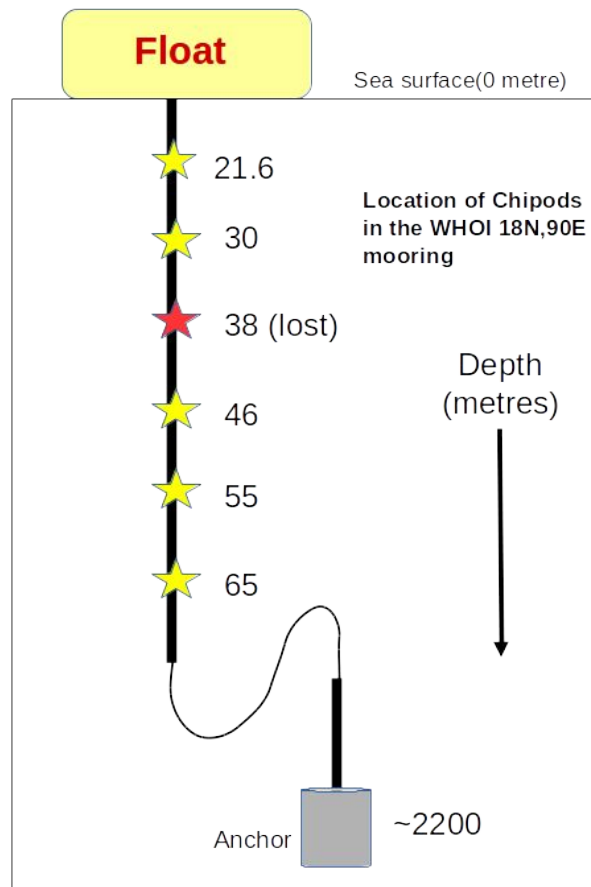 Float
Sea surface(0 metre)
21.6
Location of Chipods
in the WHOI 18N,90E
mooring
30
38 (lost)
Depth
(metres)
46
55
65
~2200
Anchor